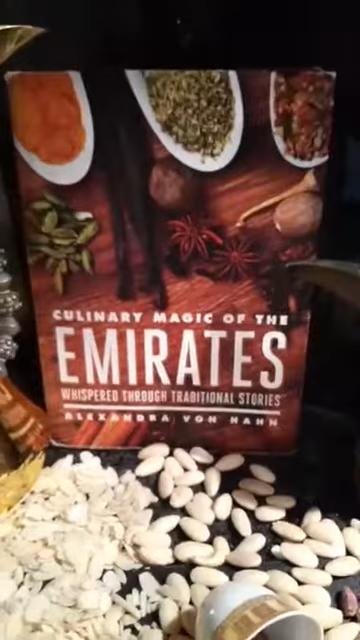 CULINARY MAGIC OF THE
EMIRATES
WHISPERED THROUGH TRADITIONAL STORIES
ALEXANDRA VON HAHN